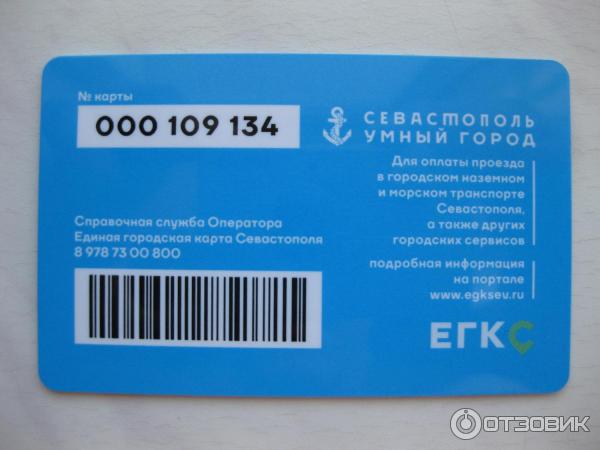 № карты
000 109 134
СЕВАСТОПОЛЬ
УМНЫЙ ГОРОД
Для оплаты проезда
в городском наземном
и морском транспорте
Севастополя,
а также других
городских сервисов
подробная информация
на портале
www.egksev.ru
Справочная служба Оператора
Единая городская карта Севастополя
8 978 73 00 800
ЕГКС
ОТЗОВИК